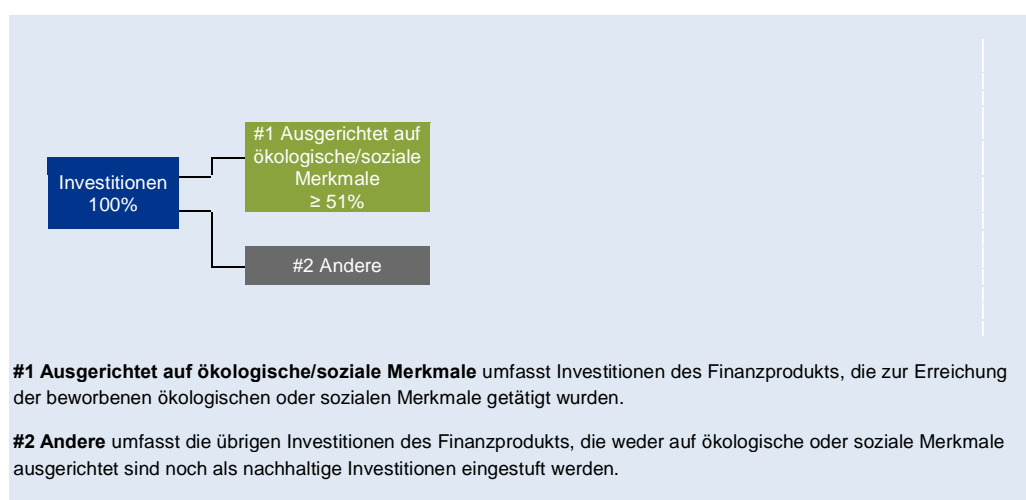 #1 Ausgerichtet auf
ökologische/soziale
Merkmale
≥ 51%
Investitionen
100%
#2 Andere
#1 Ausgerichtet auf ökologische/soziale Merkmale umfasst Investitionen des Finanzprodukts, die zur Erreichung
der beworbenen ökologischen oder sozialen Merkmale getätigt wurden.
#2 Andere umfasst die übrigen Investitionen des Finanzprodukts, die weder auf ökologische oder soziale Merkmale
ausgerichtet sind noch als nachhaltige Investitionen eingestuft werden.